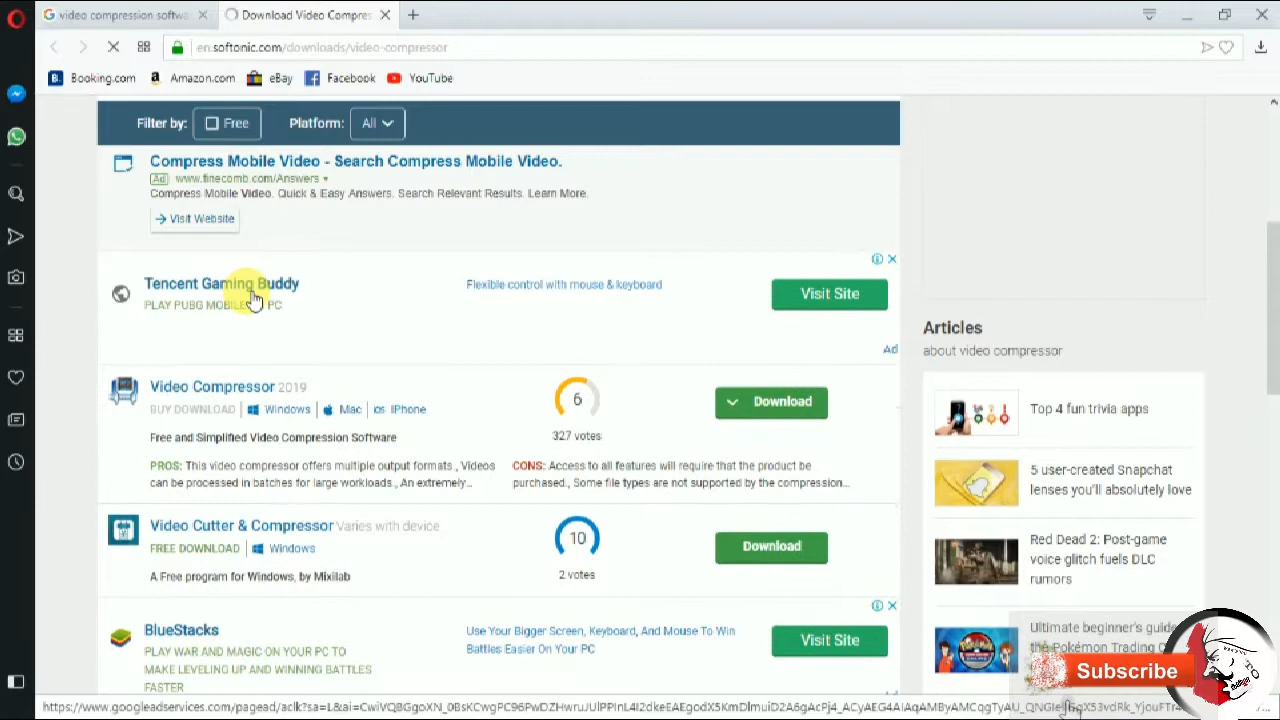 video compression softwa
Download Video Compres
en.softonic.com/downloads/video-compressor
Booking.com
Amazon.com
eBay
Facebook
YouTube
Filter by:
Free
Platform:
All
Compress Mobile Video - Search Compress Mobile Video.
Ad www.finecomb.com/Answers
Compress Mobile Video. Quick & Easy Answers. Search Relevant Results. Learn More.
Visit Website
Tencent Gaming Buddy
PLAY PUBG MOBILE PC
Flexible control with mouse & keyboard
Visit Site
Ad
Video Compressor 2019
BUY DOWNLOAD
Windows
Mac
iPhone
Free and Simplified Video Compression Software
6
327 votes
Download
PROS: This video compressor offers multiple output formats , Videos
can be processed in batches for large workloads , An extremely...
CONS: Access to all features will require that the product be
purchased., Some file types are not supported by the compression...
Video Cutter & Compressor Varies with device
FREE DOWNLOAD
Windows
A Free program for Windows, by Mixilab
10
2 votes
Download
BlueStacks
PLAY WAR AND MAGIC ON YOUR PC TO
MAKE LEVELING UP AND WINNING BATTLES
FASTER
Use Your Bigger Screen, Keyboard, And Mouse To Win
Battles Easier On Your PC
Visit Site
Articles
about video compressor
Top 4 fun trivia apps
5 user-created Snapchat
lenses you'll absolutely love
Red Dead 2: Post-game
voice glitch fuels DLC
rumors
Ultimate beginner's guide
the Pokémon Trading C
Subscribe